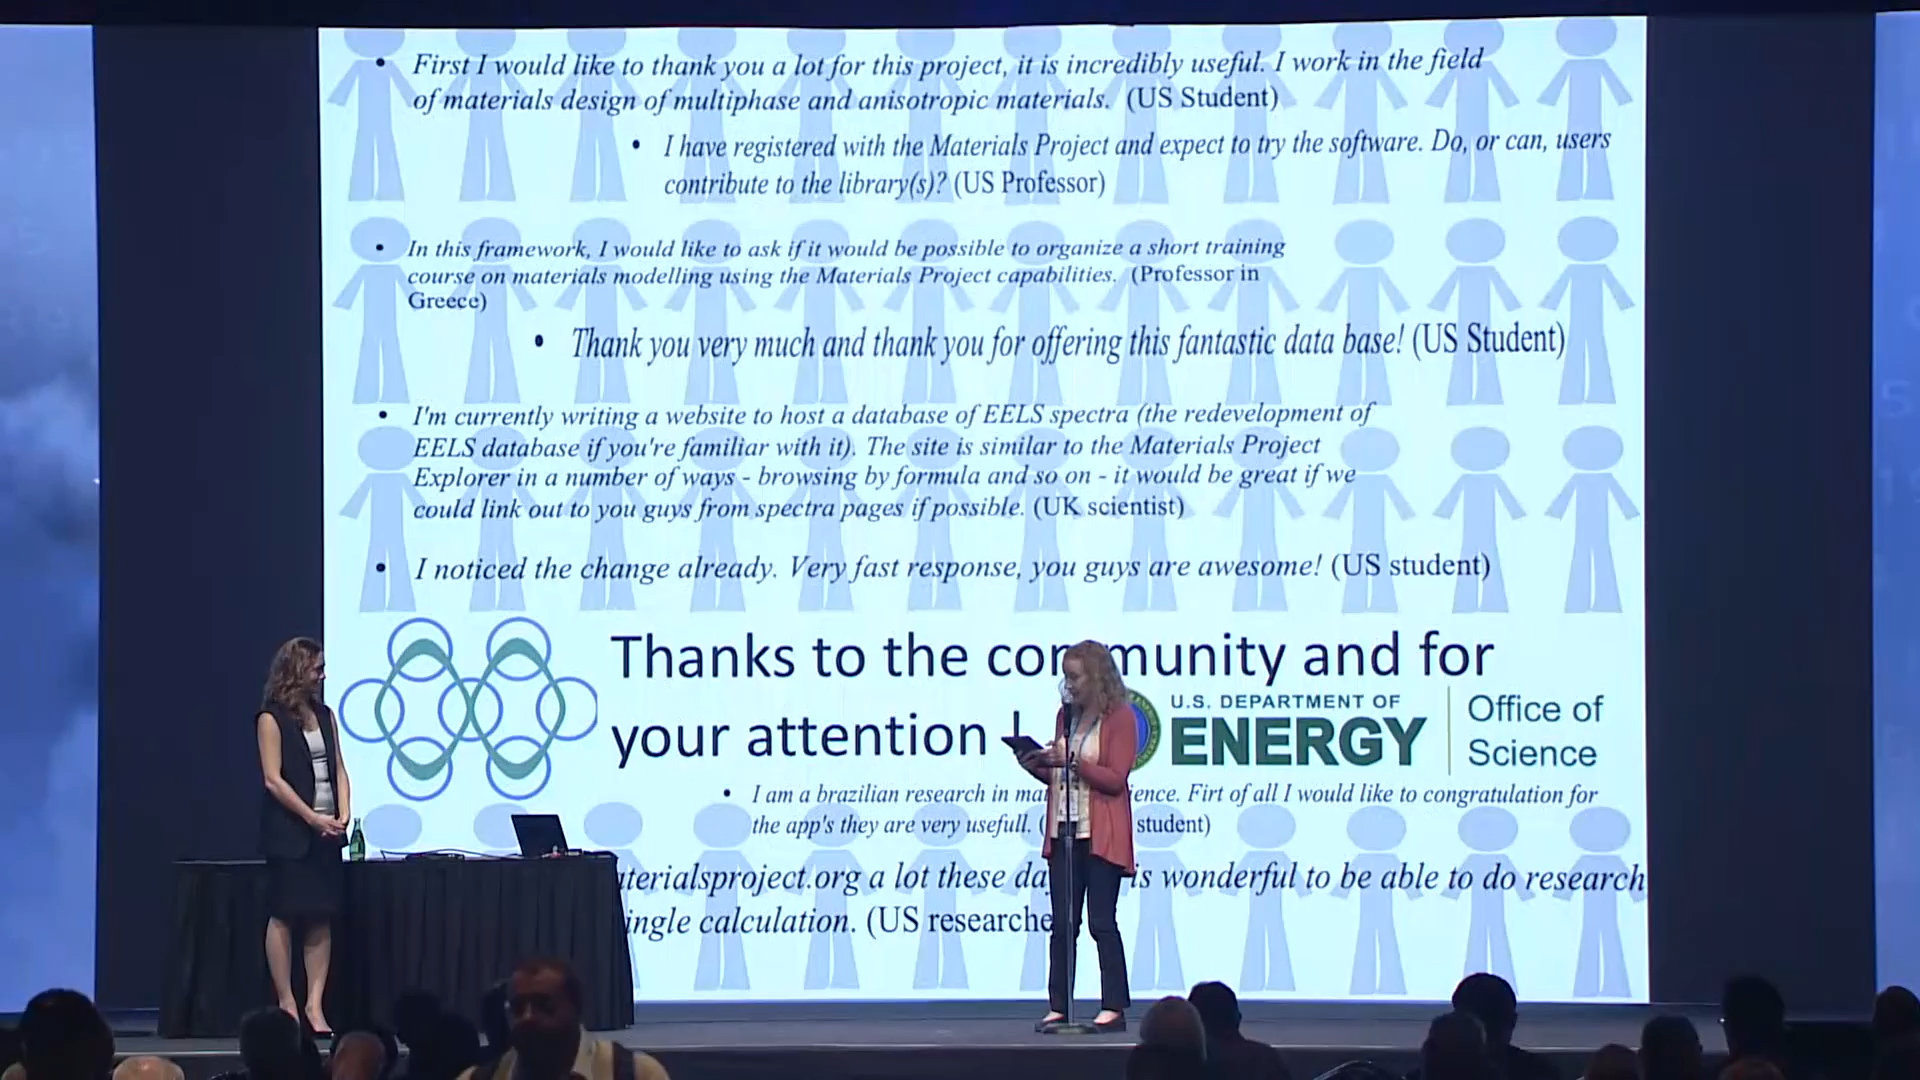 • First I would like to thank you a lot for this project, it is incredibly useful. I work in the field
of materials design of multiphase and anisotropic materials. (US Student)
• I have registered with the Materials Project and expect to try the software. Do, or can, users
contribute to the library(s)? (US Professor)
• In this framework, I would like to ask if it would be possible to organize a short training
course on materials modelling using the Materials Project capabilities. (Professor in
Greece)
• Thank you very much and thank you for offering this fantastic data base! (US Student)
• I'm currently writing a website to host a database of EELS spectra (the redevelopment of
EELS database if you're familiar with it). The site is similar to the Materials Project
Explorer in a number of ways - browsing by formula and so on - it would be great if we
could link out to you guys from spectra pages if possible. (UK scientist)
• I noticed the change already. Very fast response, you guys are awesome! (US student)
Thanks to the community and for
your attention
U.S. DEPARTMENT OF
ENERGY
Office of
Science
• I am a brazilian research in Firt of all I would like to congratulation for
the app's they are very usefull. ( student)
a lot these is wonderful to be able to do research
calculation. (US